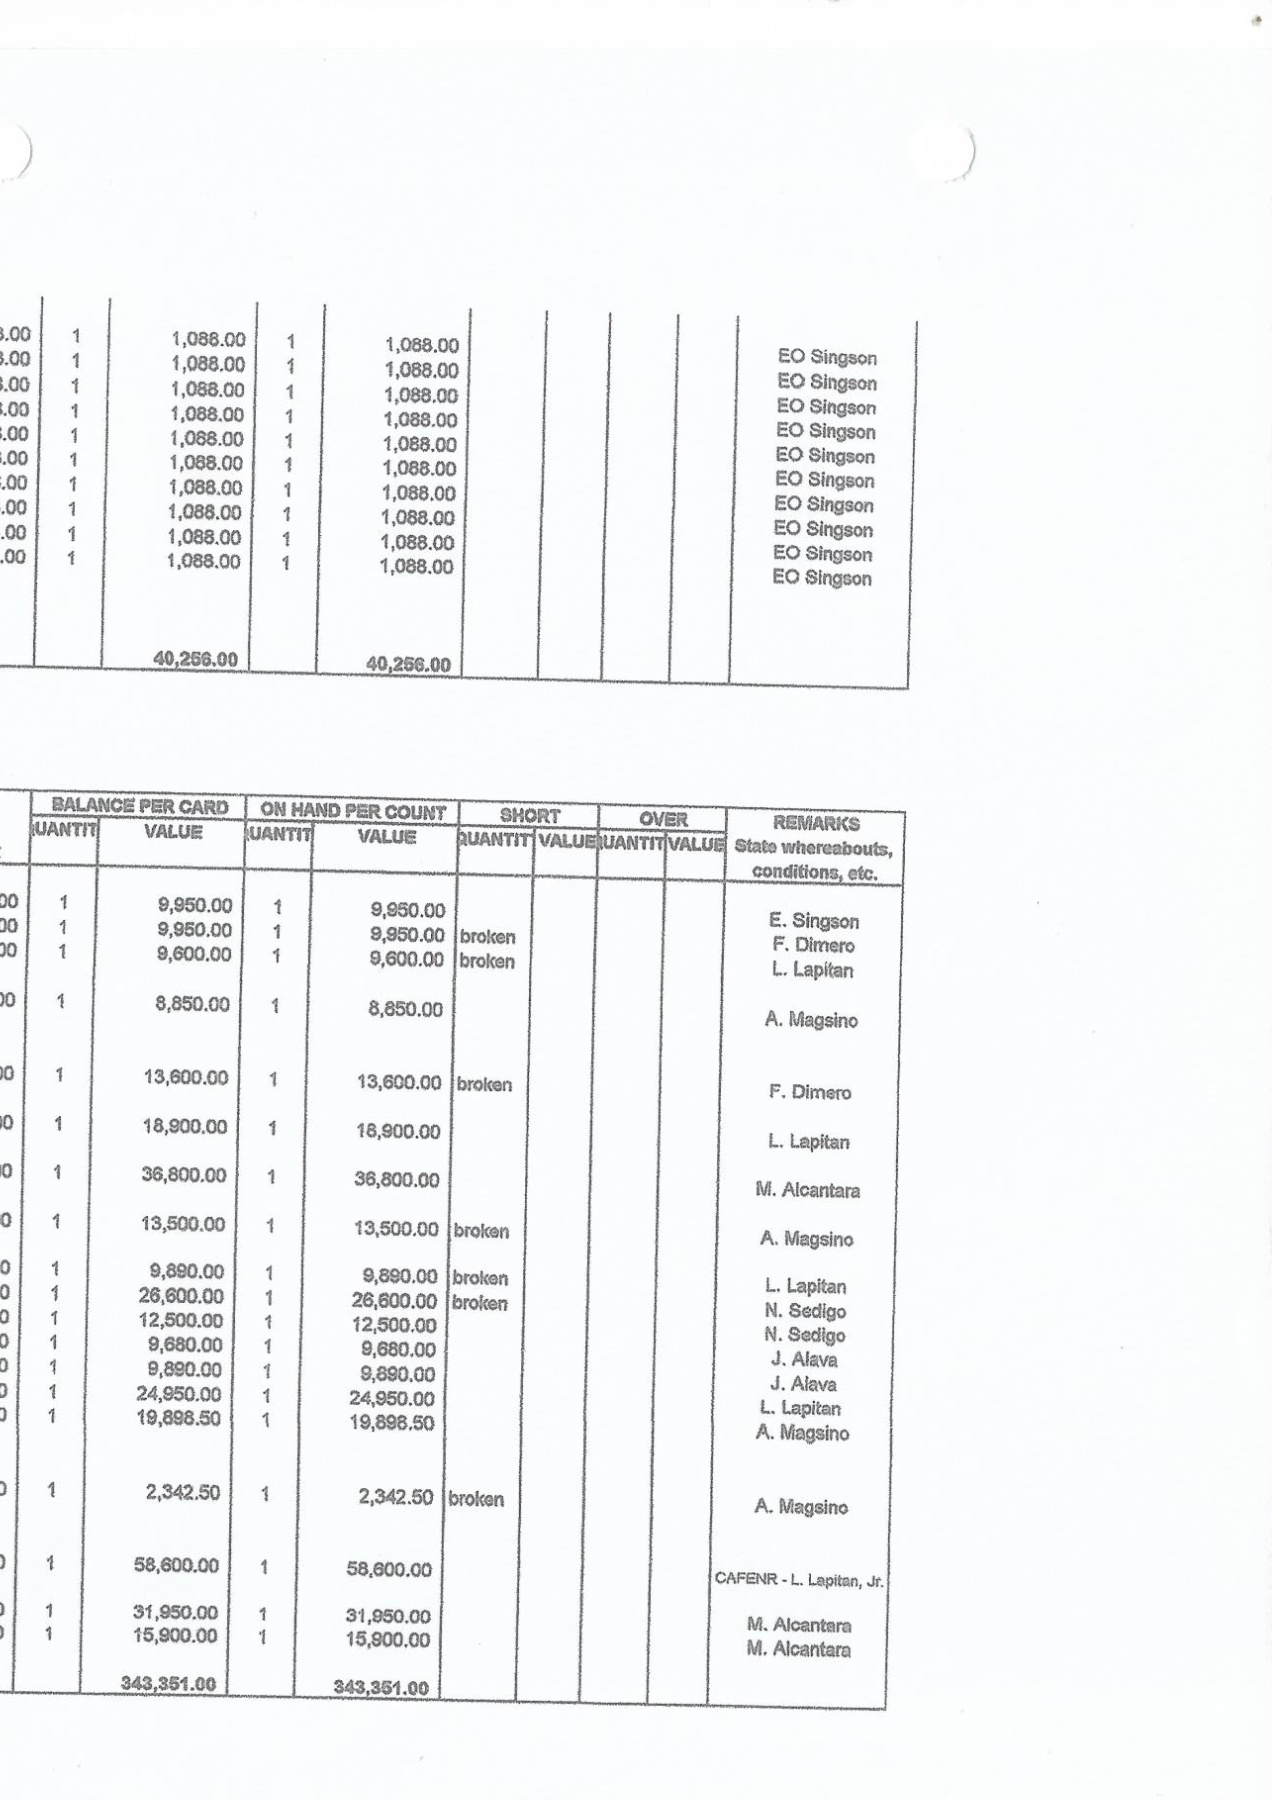 3.00 1 1,088.00 1 1,088.00 EO Singson
3.00 1 1,088.00 1 1,088.00 EO Singson
3.00 1 1,088.00 1 1,088.00 EO Singson
3.00 1 1,088.00 1 1,088.00 EO Singson
3.00 1 1,088.00 1 1,088.00 EO Singson
.00 1 1,088.00 1 1,088.00 EO Singson
.00 1 1,088.00 1 1,088.00 EO Singson
.00 1 1,088.00 1 1,088.00 EO Singson
.00 1 1,088.00 1 1,088.00 EO Singson
.00 1 1,088.00 1 1,088.00 EO Singson
40,256.00 40,256.00
BALANCE PER CARD ON HAND PER COUNT SHORT OVER REMARKS
UANTIT VALUE UANTIT VALUE QUANTIT VALUE UANTIT VALUE State whereabouts,
conditions, etc.
00 1 9,950.00 1 9,950.00 E. Singson
00 1 9,950.00 1 9,950.00 broken F. Dimero
00 1 9,600.00 1 9,600.00 broken L. Lapitan
00 1 8,850.00 1 8,850.00 A. Magsino
00 1 13,600.00 1 13,600.00 broken F. Dimero
00 1 18,900.00 1 18,900.00 L. Lapitan
00 1 36,800.00 1 36,800.00 M. Alcantara
0 1 13,500.00 1 13,500.00 broken A. Magsino
0 1 9,890.00 1 9,890.00 broken L. Lapitan
0 1 26,600.00 1 26,600.00 broken N. Sedigo
0 1 12,500.00 1 12,500.00 N. Sedigo
0 1 9,680.00 1 9,680.00 J. Alava
0 1 9,890.00 1 9,890.00 J. Alava
0 1 24,950.00 1 24,950.00 L. Lapitan
0 1 19,898.50 1 19,898.50 A. Magsino
0 1 2,342.50 1 2,342.50 broken A. Magsino
0 1 58,600.00 1 58,600.00 CAFENR - L. Lapitan, Jr.
0 1 31,950.00 1 31,950.00 M. Alcantara
0 1 15,900.00 1 15,900.00 M. Alcantara
343,351.00 343,351.00